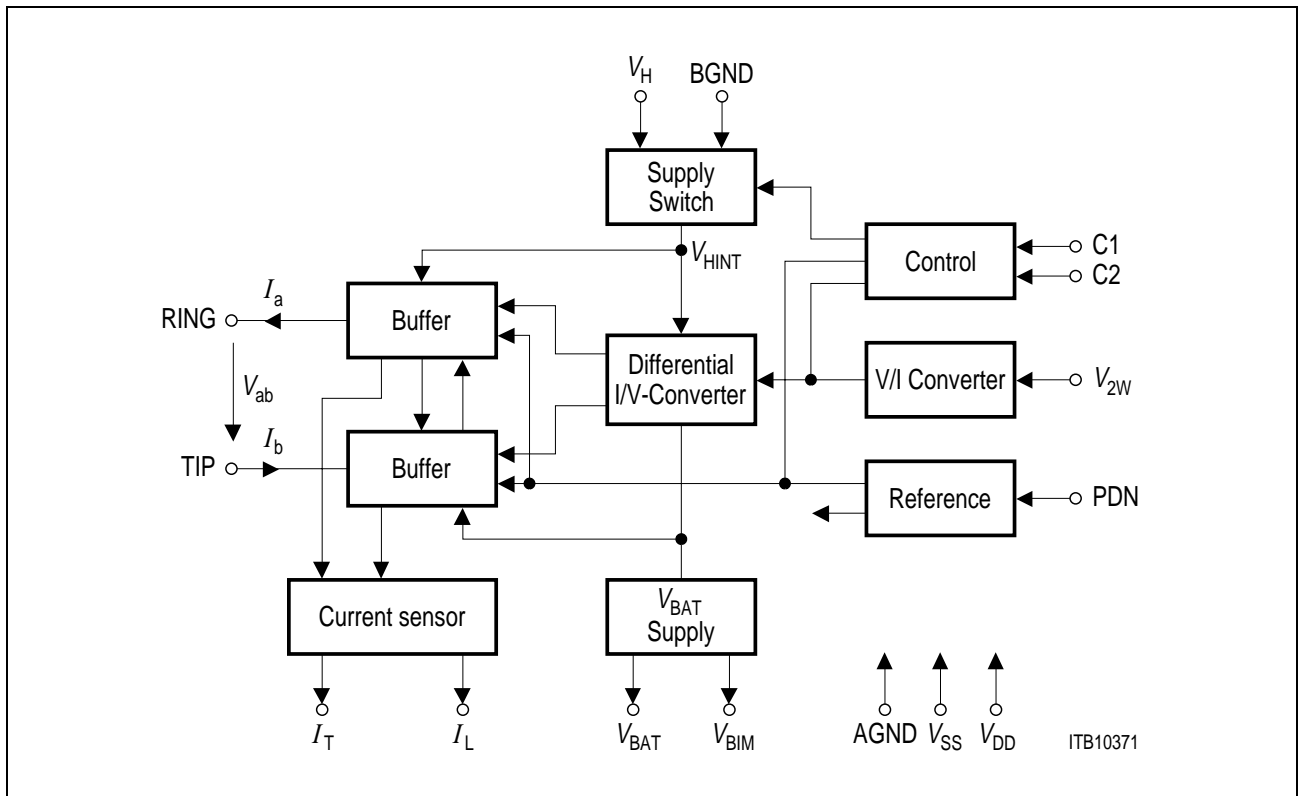 V_H BGND
Supply
Switch
V_HINT
Control
C1
C2
I_a
RING
Buffer
V_ab
Differential
I/V-Converter
V/I Converter
V_2W
I_b
TIP
Buffer
Reference
PDN
Current sensor
V_BAT
Supply
I_T I_L V_BAT V_BIM AGND V_SS V_DD
ITB10371